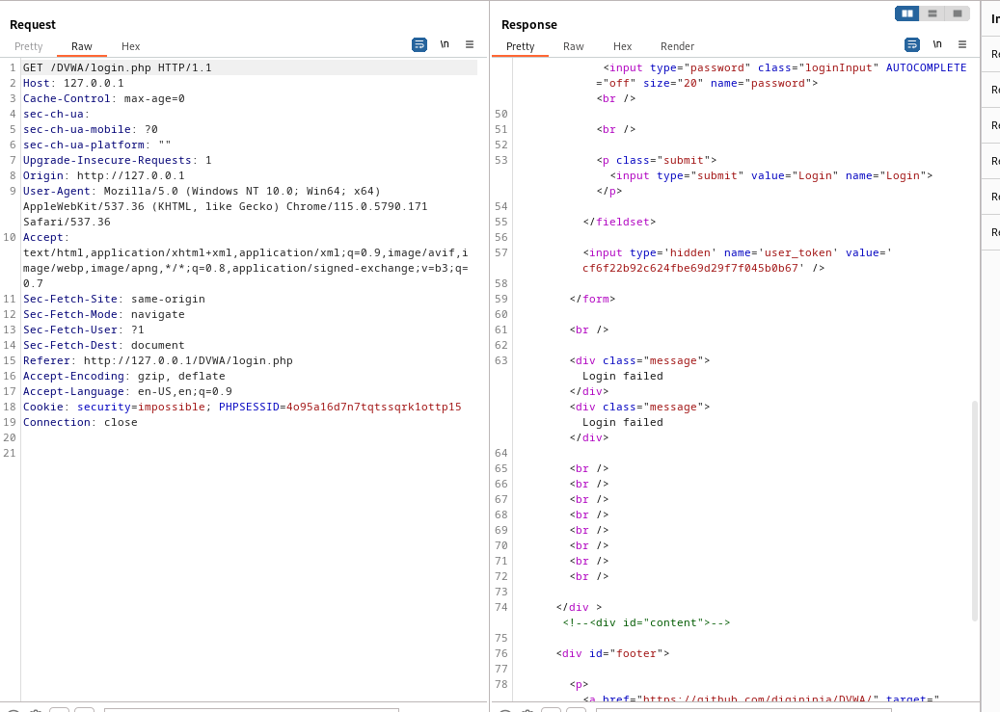 Request
Pretty Raw Hex \n
1 GET /DVWA/login.php HTTP/1.1
2 Host: 127.0.0.1
3 Cache-Control: max-age=0
4 sec-ch-ua:
5 sec-ch-ua-mobile: ?0
6 sec-ch-ua-platform: ""
7 Upgrade-Insecure-Requests: 1
8 Origin: http://127.0.0.1
9 User-Agent: Mozilla/5.0 (Windows NT 10.0; Win64; x64)
AppleWebKit/537.36 (KHTML, like Gecko) Chrome/115.0.5790.171
Safari/537.36
10 Accept:
text/html,application/xhtml+xml,application/xml;q=0.9,image/avif,i
mage/webp,image/apng,*/*;q=0.8,application/signed-exchange;v=b3;q=
0.7
11 Sec-Fetch-Site: same-origin
12 Sec-Fetch-Mode: navigate
13 Sec-Fetch-User: ?1
14 Sec-Fetch-Dest: document
15 Referer: http://127.0.0.1/DVWA/login.php
16 Accept-Encoding: gzip, deflate
17 Accept-Language: en-US,en;q=0.9
18 Cookie: security=impossible; PHPSESSID=4o95a16d7n7tqtssqrk1ottp15
19 Connection: close
20
21
Response
Pretty Raw Hex Render \n
<input type="password" class="loginInput" AUTOCOMPLETE
="off" size="20" name="password">
<br />
50
51 <br />
52
53 <p class="submit">
<input type="submit" value="Login" name="Login">
</p>
54
55 </fieldset>
56
57 <input type='hidden' name='user_token' value='
cf6f22b92c624fbe69d29f7f045b0b67' />
58
59 </form>
60
61 <br />
62
63 <div class="message">
Login failed
</div>
<div class="message">
Login failed
</div>
64
65 <br />
66 <br />
67 <br />
68 <br />
69 <br />
70 <br />
71 <br />
72 <br />
73
74 </div >
<!--<div id="content">-->
75
76 <div id="footer">
77
78 <p>
<a href="https://github.com/digininja/DVWA/" target="